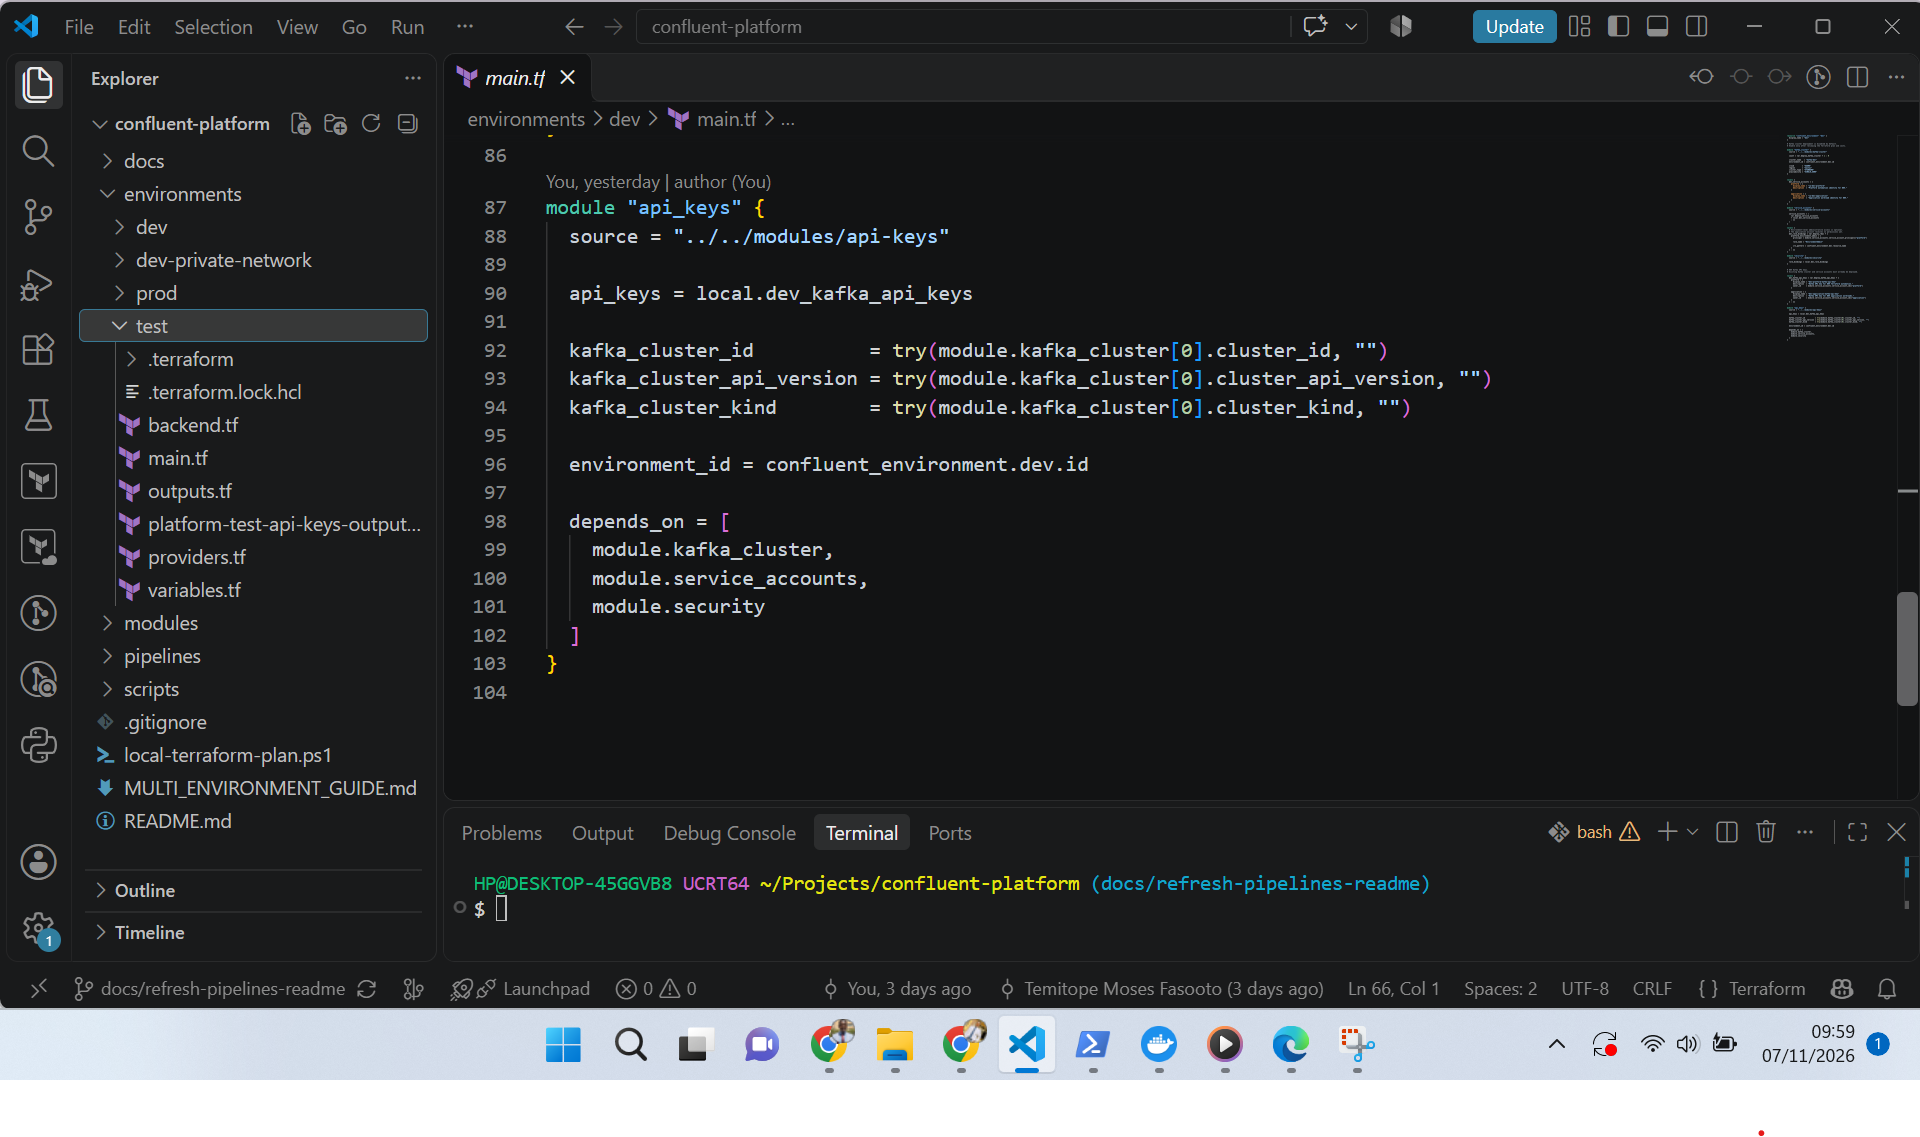 File Edit Selection View Go Run ...
confluent-platform
Update
Explorer
confluent-platform
docs
environments
dev
dev-private-network
prod
test
.terraform
.terraform.lock.hcl
backend.tf
main.tf
outputs.tf
platform-test-api-keys-output...
providers.tf
variables.tf
modules
pipelines
scripts
.gitignore
local-terraform-plan.ps1
MULTI_ENVIRONMENT_GUIDE.md
README.md
Outline
Timeline
1
main.tf
environments > dev > main.tf > ...
86
You, yesterday | author (You)
87 module "api_keys" {
88 source = "../../modules/api-keys"
89
90 api_keys = local.dev_kafka_api_keys
91
92 kafka_cluster_id = try(module.kafka_cluster[0].cluster_id, "")
93 kafka_cluster_api_version = try(module.kafka_cluster[0].cluster_api_version, "")
94 kafka_cluster_kind = try(module.kafka_cluster[0].cluster_kind, "")
95
96 environment_id = confluent_environment.dev.id
97
98 depends_on = [
99 module.kafka_cluster,
100 module.service_accounts,
101 module.security
102 ]
103 }
104
Problems Output Debug Console Terminal Ports
bash
HP@DESKTOP-45GGVB8 UCRT64 ~/Projects/confluent-platform (docs/refresh-pipelines-readme)
$
docs/refresh-pipelines-readme Launchpad 0 0 You, 3 days ago Temitope Moses Fasooto (3 days ago) Ln 66, Col 1 Spaces: 2 UTF-8 CRLF { } Terraform
09:59
07/11/2026
1